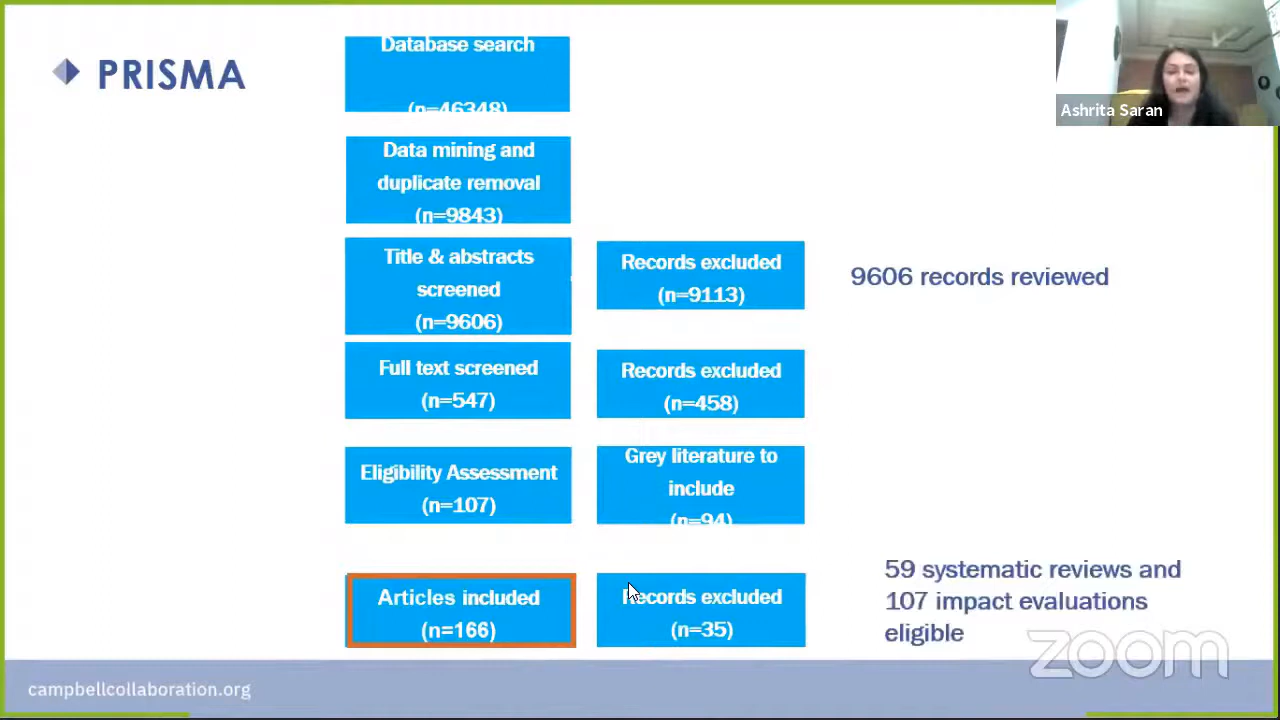 PRISMA
Database search
(n=46348)
Data mining and
duplicate removal
(n=9843)
Title & abstracts
screened
(n=9606)
Records excluded
(n=9113)
9606 records reviewed
Full text screened
(n=547)
Records excluded
(n=458)
Eligibility Assessment
(n=107)
Grey literature to
include
(n=94)
Articles included
(n=166)
Records excluded
(n=35)
59 systematic reviews and
107 impact evaluations
eligible
Ashrita Saran
zoom
campbellcollaboration.org